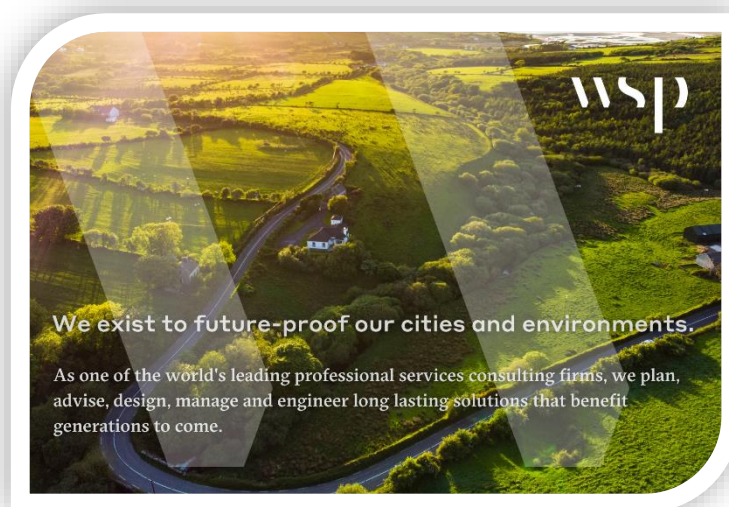 wsp
We exist to future-proof our cities and environments.
As one of the world's leading professional services consulting firms, we plan,
advise, design, manage and engineer long lasting solutions that benefit
generations to come.